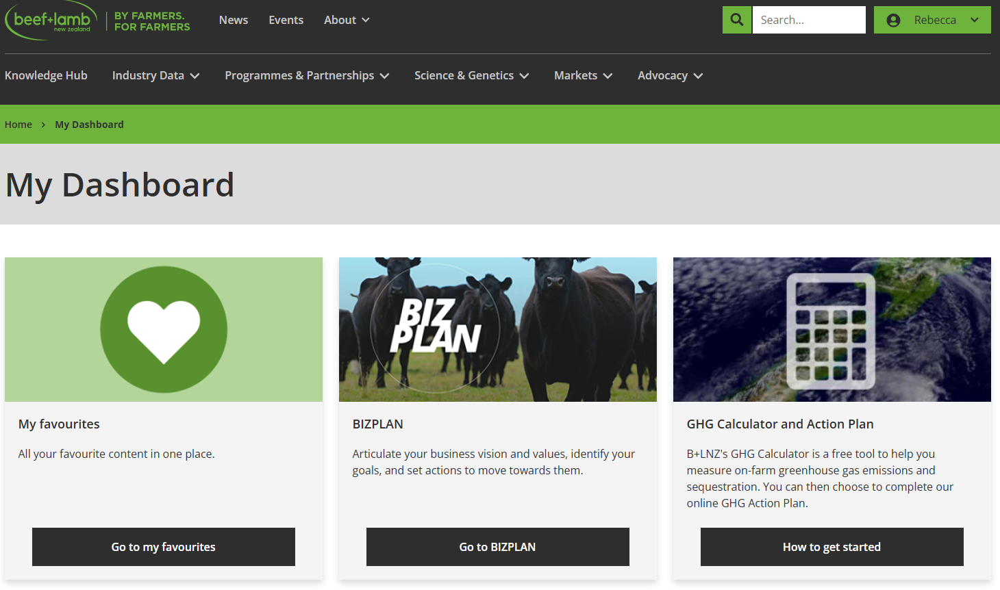 beef+lamb
new zealand
BY FARMERS.
FOR FARMERS
News
Events
About
Search...
Rebecca
Knowledge Hub
Industry Data
Programmes & Partnerships
Science & Genetics
Markets
Advocacy
Home > My Dashboard
My Dashboard
My favourites
All your favourite content in one place.
Go to my favourites
BIZ
PLAN
BIZPLAN
Articulate your business vision and values, identify your
goals, and set actions to move towards them.
Go to BIZPLAN
GHG Calculator and Action Plan
B+LNZ's GHG Calculator is a free tool to help you
measure on-farm greenhouse gas emissions and
sequestration. You can then choose to complete our
online GHG Action Plan.
How to get started